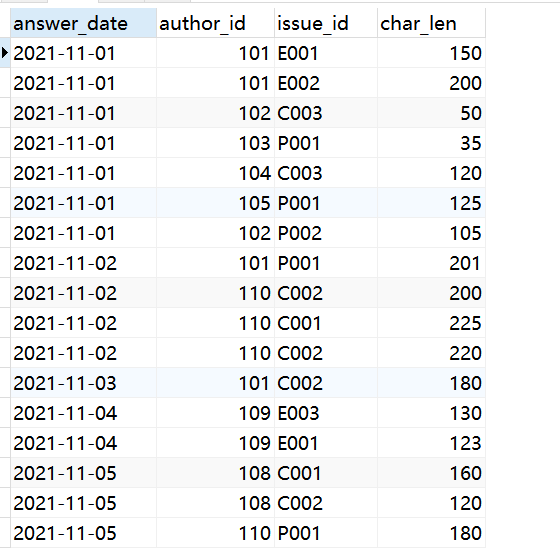 answer_date author_id issue_id char_len
2021-11-01 101 E001 150
2021-11-01 101 E002 200
2021-11-01 102 C003 50
2021-11-01 103 P001 35
2021-11-01 104 C003 120
2021-11-01 105 P001 125
2021-11-01 102 P002 105
2021-11-02 101 P001 201
2021-11-02 110 C002 200
2021-11-02 110 C001 225
2021-11-02 110 C002 220
2021-11-03 101 C002 180
2021-11-04 109 E003 130
2021-11-04 109 E001 123
2021-11-05 108 C001 160
2021-11-05 108 C002 120
2021-11-05 110 P001 180